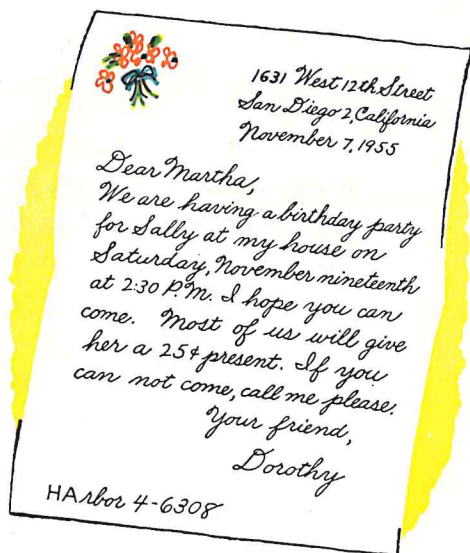 1631 West 12th Street
San Diego 2, California
November 7, 1955
Dear Martha,
We are having a birthday party
for Sally at my house on
Saturday, November nineteenth
at 2:30 P.M. I hope you can
come. Most of us will give
her a 25¢ present. If you
can not come, call me please.
Your friend,
Dorothy
HArbor 4-6308